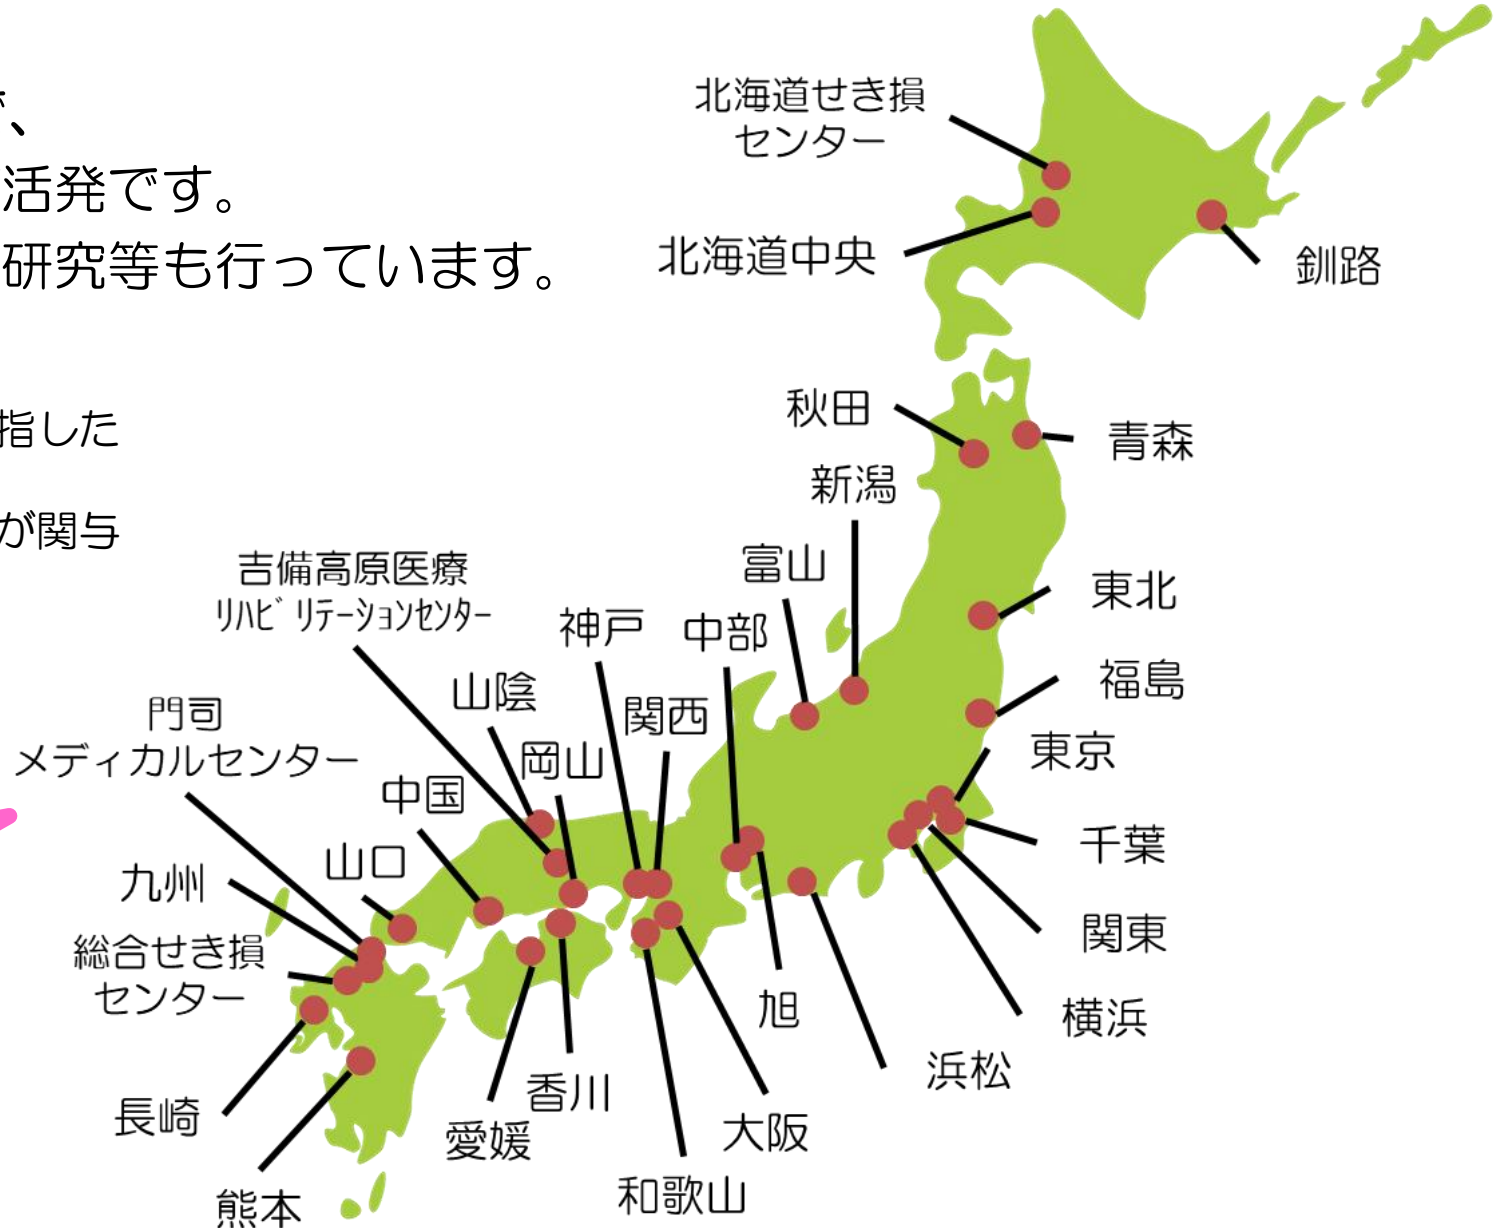 、
活発です。
研究等も行っています。
指した
が関与
北海道せき損
センター
北海道中央
釧路
秋田
青森
新潟
富山
東北
吉備高原医療
ﾘﾊﾋﾞﾘﾃｰｼｮﾝｾﾝﾀｰ
神戸
中部
福島
山陰
関西
門司
メディカルセンター
岡山
東京
中国
千葉
山口
九州
関東
総合せき損
センター
旭
横浜
浜松
香川
長崎
愛媛
大阪
和歌山
熊本